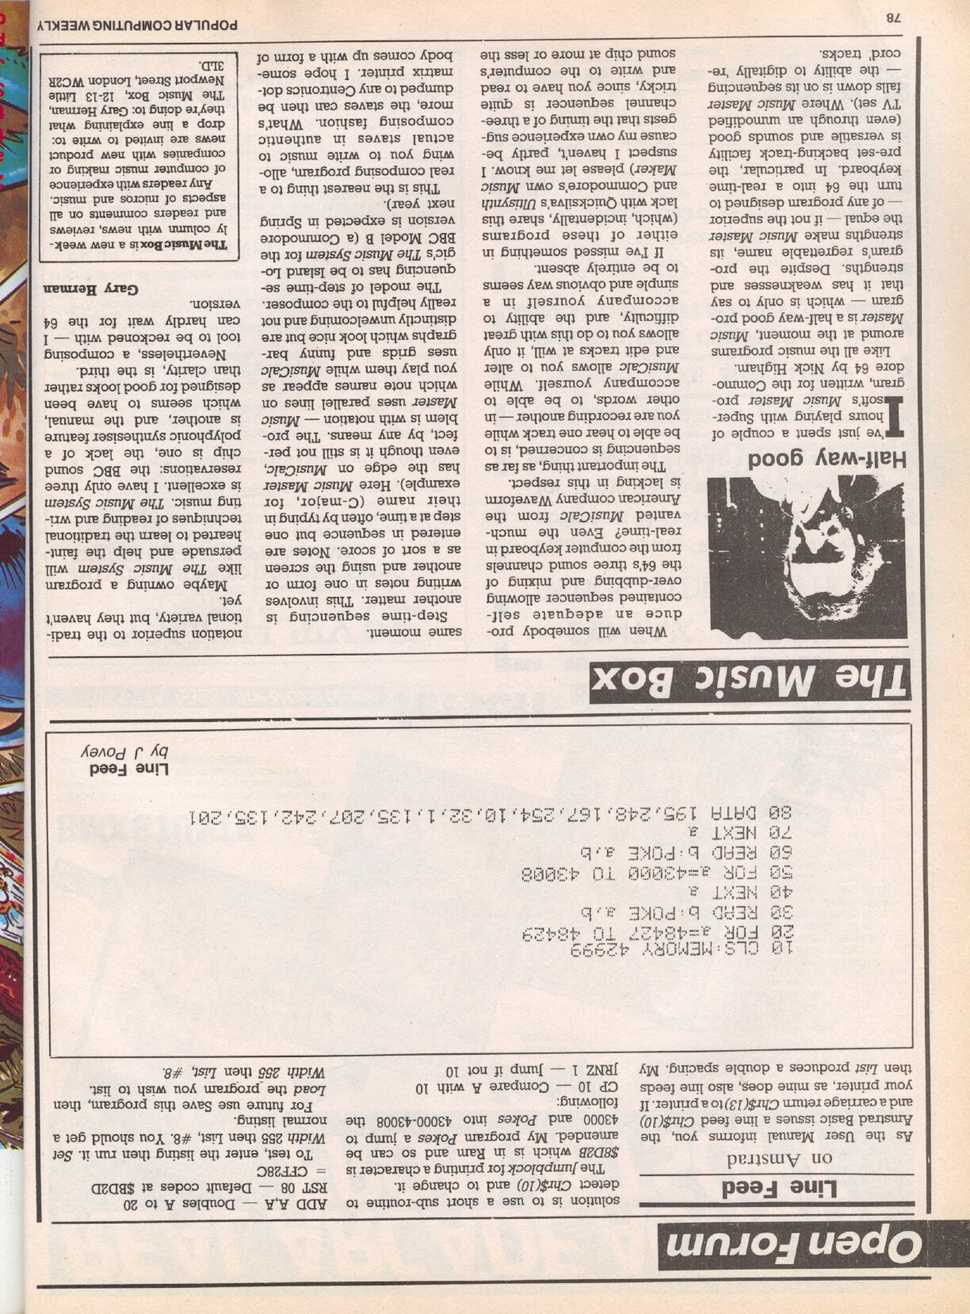 Open Forum
Line Feed
on Amstrad
As the User Manual informs you, the
Amstrad Basic issues a line feed Chr$(10)
and a carriage return Chr$(13) to a printer. If
your printer, as mine does, also line feeds
then List produces a double spacing. My
solution is to use a short sub-routine to
detect Chr$(10) and to change it.
The Jumpblock for printing a character is
$8D2B which is in Ram and so can be
amended. My program Pokes a jump to
43000 and Pokes into 43000-43008 the
following:
CP 10 — Compare A with 10
JRNZ 1 — Jump if not 10
ADD A,A — Doubles A to 20
RST 08 — Default codes at $BD2D
= CFF28C
To test, enter the listing then run it. Set
Width 255 then List, #8. You should get a
normal listing.
For future use Save this program, then
Load the program you wish to list.
Width 255 then List, #8.
10 CLS:MEMORY 42999
20 FOR a=48427 TO 48429
30 READ b:POKE a,b
40 NEXT a
50 FOR a=43000 TO 43008
60 READ b:POKE a,b
70 NEXT a
80 DATA 195,248,167,254,10,32,1,135,207,242,135,201
Line Feed
by J Povey
The Music Box
Half-way good
I've just spent a couple of
hours playing with Super-
soft's Music Master pro-
gram, written for the Commo-
dore 64 by Nick Higham.
Like all the music programs
around at the moment, Music
Master is a half-way good pro-
gram — which is only to say
that it has weaknesses and
strengths. Despite the pro-
gram's regrettable name, its
strengths make Music Master
the equal — if not the superior
— of any program designed to
turn the 64 into a real-time
keyboard. In particular, the
pre-set backing-track facility
is versatile and sounds good
(even through an unmodified
TV set). Where Music Master
falls down is on its sequencing
— the ability to digitally 're-
cord' tracks.
When will somebody pro-
duce an adequate self-
contained sequencer allowing
over-dubbing and mixing of
the 64's three sound channels
from the computer keyboard in
real-time? Even the much-
vanted MusiCalc from the
American company Waveform
is lacking in this respect.
The important thing, as far as
sequencing is concerned, is to
be able to hear one track while
you are recording another — in
other words, to be able to
accompany yourself. While
MusiCalc allows you to alter
and edit tracks at will, it only
allows you to do this with great
difficulty, and the ability to
accompany yourself in a
simple and obvious way seems
to be entirely absent.
If I've missed something in
either of these programs
(which, incidentally, share this
lack with Quicksilva's Ulisynth
and Commodore's own Music
Maker) please let me know. I
suspect I haven't, partly be-
cause my own experience sug-
gests that the timing of a three-
channel sequencer is quite
tricky, since you have to read
and write to the computer's
sound chip at more or less the
same moment.
Step-time sequencing is
another matter. This involves
writing notes in one form or
another and using the screen
as a sort of score. Notes are
entered in sequence but one
step at a time, often by typing in
their name (C-major, for
example). Here Music Master
has the edge on MusiCalc,
even though it is still not per-
fect, by any means. The pro-
blem is with notation — Music
Master uses parallel lines on
which note names appear as
you play them while MusiCalc
uses grids and funny bar-
graphs which look nice but are
distinctly unwelcoming and not
really helpful to the composer.
The model of step-time se-
quencing has to be Island Lo-
gic's The Music System for the
BBC Model B (a Commodore
version is expected in Spring
next year).
This is the nearest thing to a
real composing program, allo-
wing you to write music to
actual staves in authentic
composing fashion. What's
more, the staves can then be
dumped to any Centronics dot-
matrix printer. I hope some-
body comes up with a form of
notation superior to the tradi-
tional variety, but they haven't
yet.
Maybe owning a program
like The Music System will
persuade and help the faint-
hearted to learn the traditional
techniques of reading and wri-
ting music. The Music System
is excellent. I have only three
reservations: the BBC sound
chip is one, the lack of a
polyphonic synthesiser feature
is another, and the manual,
which seems to have been
designed for good looks rather
than clarity, is the third.
Nevertheless, a composing
tool to be reckoned with — I
can hardly wait for the 64
version.
Gary Herman
The Music Box is a new week-
ly column with news, reviews
and readers comments on all
aspects of micros and music.
Any readers with experience
of computer music making or
companies with new product
news are invited to write to:
drop a line explaining what
they're doing to: Gary Herman,
The Music Box, 12-13 Little
Newport Street, London WC2R
3LD.
78
POPULAR COMPUTING WEEKLY